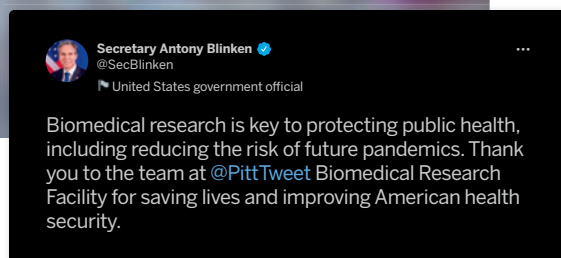 Secretary Antony Blinken
@SecBlinken
United States government official
Biomedical research is key to protecting public health,
including reducing the risk of future pandemics. Thank
you to the team at @PittTweet Biomedical Research
Facility for saving lives and improving American health
security.